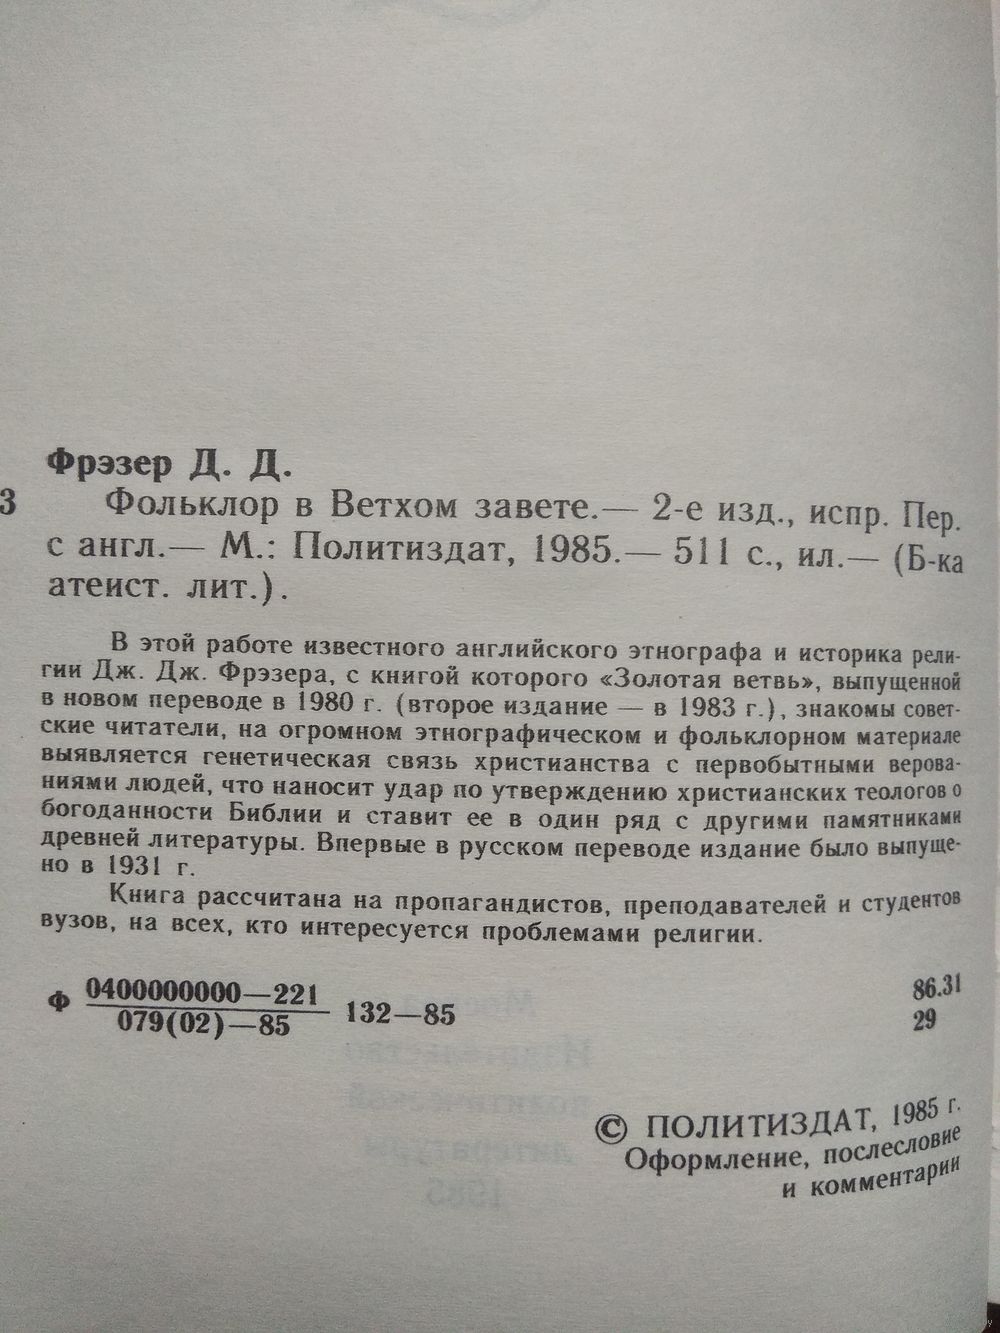 Фрэзер Д. Д.
3 Фольклор в Ветхом завете.— 2-е изд., испр. Пер.
с англ.— М.: Политиздат, 1985.— 511 с., ил.— (Б-ка
атеист. лит.).
В этой работе известного английского этнографа и историка рели-
гии Дж. Дж. Фрэзера, с книгой которого «Золотая ветвь», выпущенной
в новом переводе в 1980 г. (второе издание — в 1983 г.), знакомы совет-
ские читатели, на огромном этнографическом и фольклорном материале
выявляется генетическая связь христианства с первобытными верова-
ниями людей, что наносит удар по утверждению христианских теологов о
богоданности Библии и ставит ее в один ряд с другими памятниками
древней литературы. Впервые в русском переводе издание было выпуще-
но в 1931 г.
Книга рассчитана на пропагандистов, преподавателей и студентов
вузов, на всех, кто интересуется проблемами религии.
Ф 0400000000—221 132—85 86.31
079(02)—85 29
© ПОЛИТИЗДАТ, 1985 г.
Оформление, послесловие
и комментарии